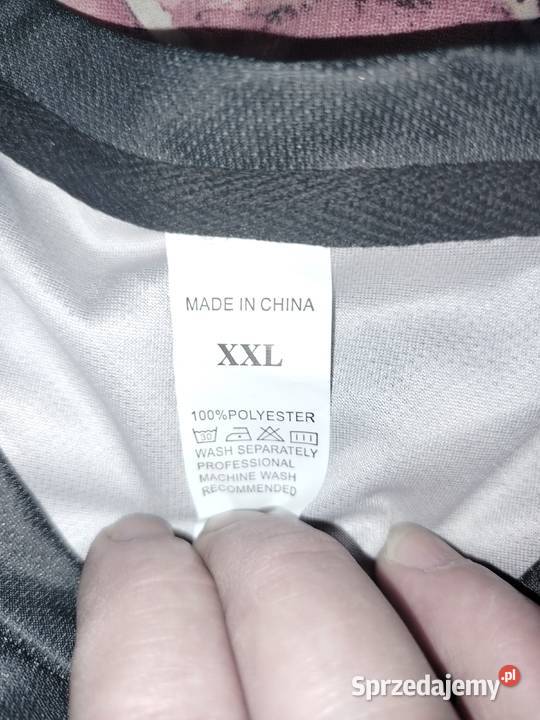 MADE IN CHINA
XXL
100%POLYESTER
30
WASH SEPARATELY
PROFESSIONAL
MACHINE WASH
RECOMMENDED
Sprzedajemy.pl